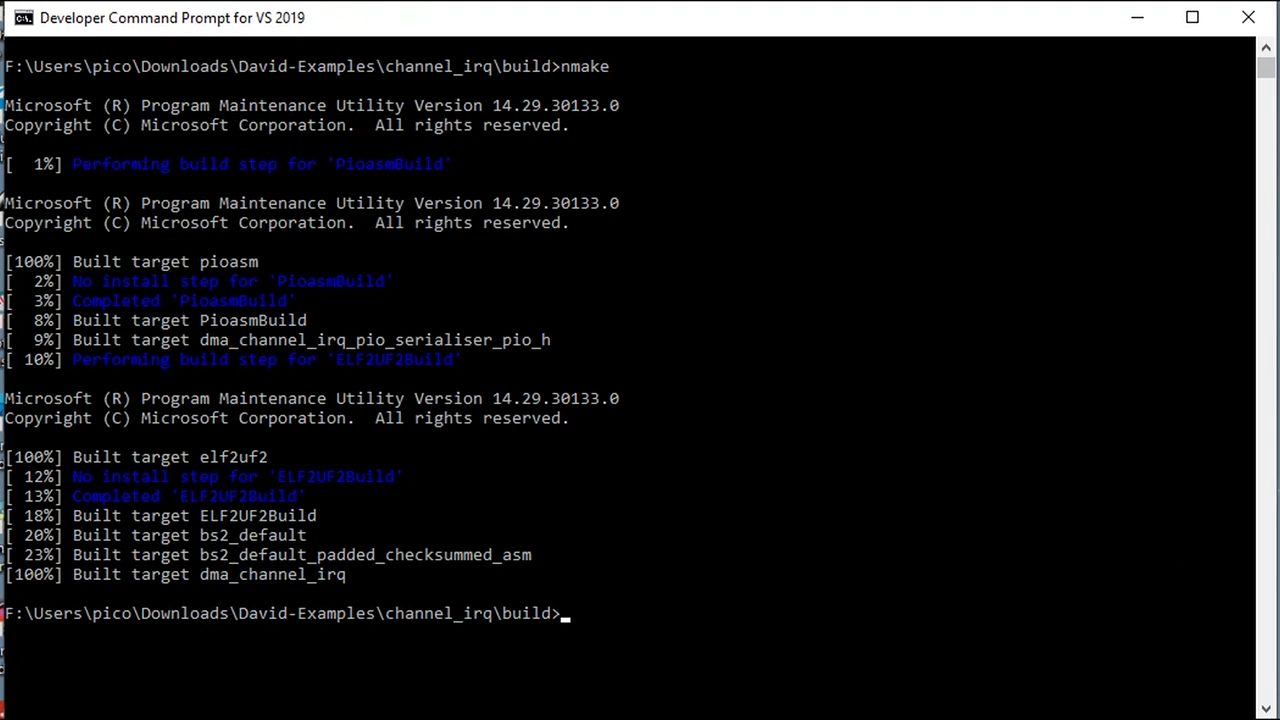 Developer Command Prompt for VS 2019
F:\Users\pico\Downloads\David-Examples\channel_irq\build>nmake
Microsoft (R) Program Maintenance Utility Version 14.29.30133.0
Copyright (C) Microsoft Corporation.  All rights reserved.
[  1%] Performing build step for 'PioasmBuild'
Microsoft (R) Program Maintenance Utility Version 14.29.30133.0
Copyright (C) Microsoft Corporation.  All rights reserved.
[100%] Built target pioasm
[  2%] No install step for 'PioasmBuild'
[  3%] Completed 'PioasmBuild'
[  8%] Built target PioasmBuild
[  9%] Built target dma_channel_irq_pio_serialiser_pio_h
[ 10%] Performing build step for 'ELF2UF2Build'
Microsoft (R) Program Maintenance Utility Version 14.29.30133.0
Copyright (C) Microsoft Corporation.  All rights reserved.
[100%] Built target elf2uf2
[ 12%] No install step for 'ELF2UF2Build'
[ 13%] Completed 'ELF2UF2Build'
[ 18%] Built target ELF2UF2Build
[ 20%] Built target bs2_default
[ 23%] Built target bs2_default_padded_checksummed_asm
[100%] Built target dma_channel_irq
F:\Users\pico\Downloads\David-Examples\channel_irq\build>